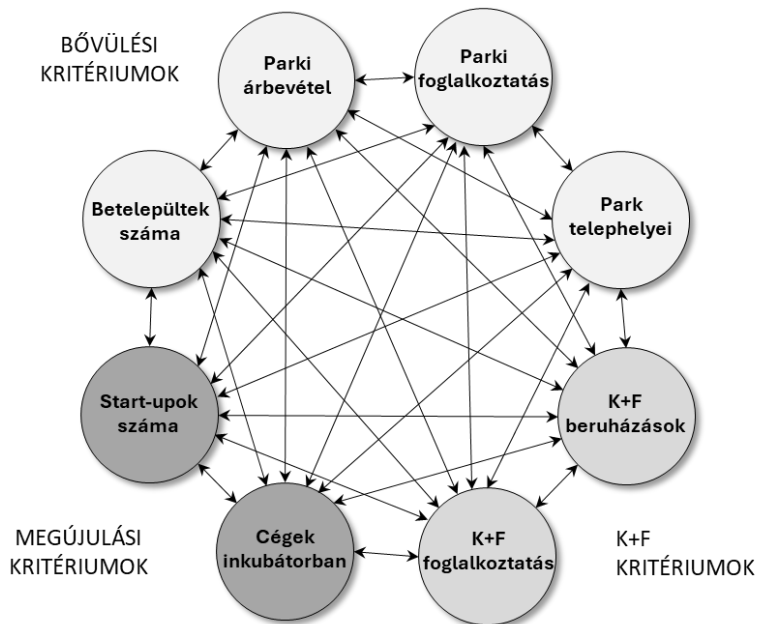 BŐVÜLÉSI
KRITÉRIUMOK
Parki
árbevétel
Parki
foglalkoztatás
Betelepültek
száma
Park
telephelyei
Start-upok
száma
K+F
beruházások
Cégek
inkubátorban
K+F
foglalkoztatás
MEGÚJULÁSI
KRITÉRIUMOK
K+F
KRITÉRIUMOK